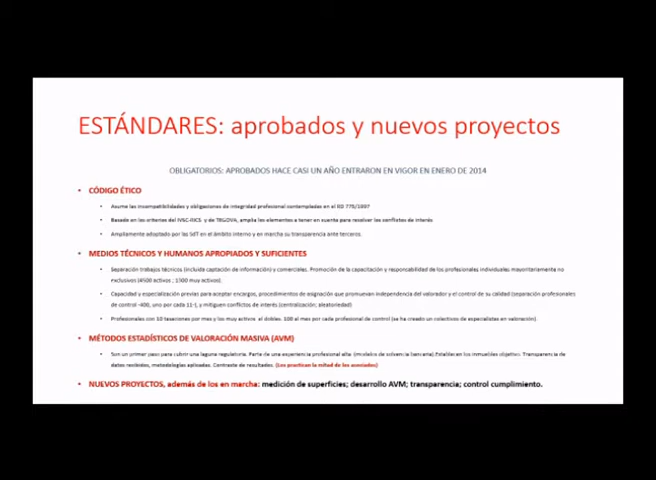 ESTÁNDARES: aprobados y nuevos proyectos
OBLIGATORIOS: APROBADOS HACE CASI UN AÑO ENTRARON EN VIGOR EN ENERO DE 2014
• CÓDIGO ÉTICO
• Asume las incompatibilidades y obligaciones de integridad profesional contempladas en el RD 775/1997
• Basado en los criterios del IVSC-RICS y de TEGOVA, amplía los elementos a tener en cuenta para resolver los conflictos de interés
• Ampliamente adoptado por las SdT en el ámbito interno y en marcha su transparencia ante terceros.
• MEDIOS TÉCNICOS Y HUMANOS APROPIADOS Y SUFICIENTES
• Separación trabajos técnicos (incluida captación de información) y comerciales. Promoción de la capacitación y responsabilidad de los profesionales individuales mayoritariamente no
exclusivos (4500 activos ; 1500 muy activos).
• Capacidad y especialización previas para aceptar encargos, procedimientos de asignación que promuevan independencia del valorador y el control de su calidad (separación profesionales
de control -400, uno por cada 11-), y mitiguen conflictos de interés (centralización; aleatoriedad)
• Profesionales con 10 tasaciones por mes y los muy activos el dobles. 100 al mes por cada profesional de control (se ha creado un colectivos de especialistas en valoración).
• MÉTODOS ESTADÍSTICOS DE VALORACIÓN MASIVA (AVM)
• Son un primer paso para cubrir una laguna regulatoria. Parte de una experiencia profesional alta (modelos de solvencia bancaria) Establecen los inmuebles objetivo. Transparencia de
datos recibidos, metodologías aplicadas. Contraste de resultados. (Los practican la mitad de los asociados)
• NUEVOS PROYECTOS, además de los en marcha: medición de superficies; desarrollo AVM; transparencia; control cumplimiento.